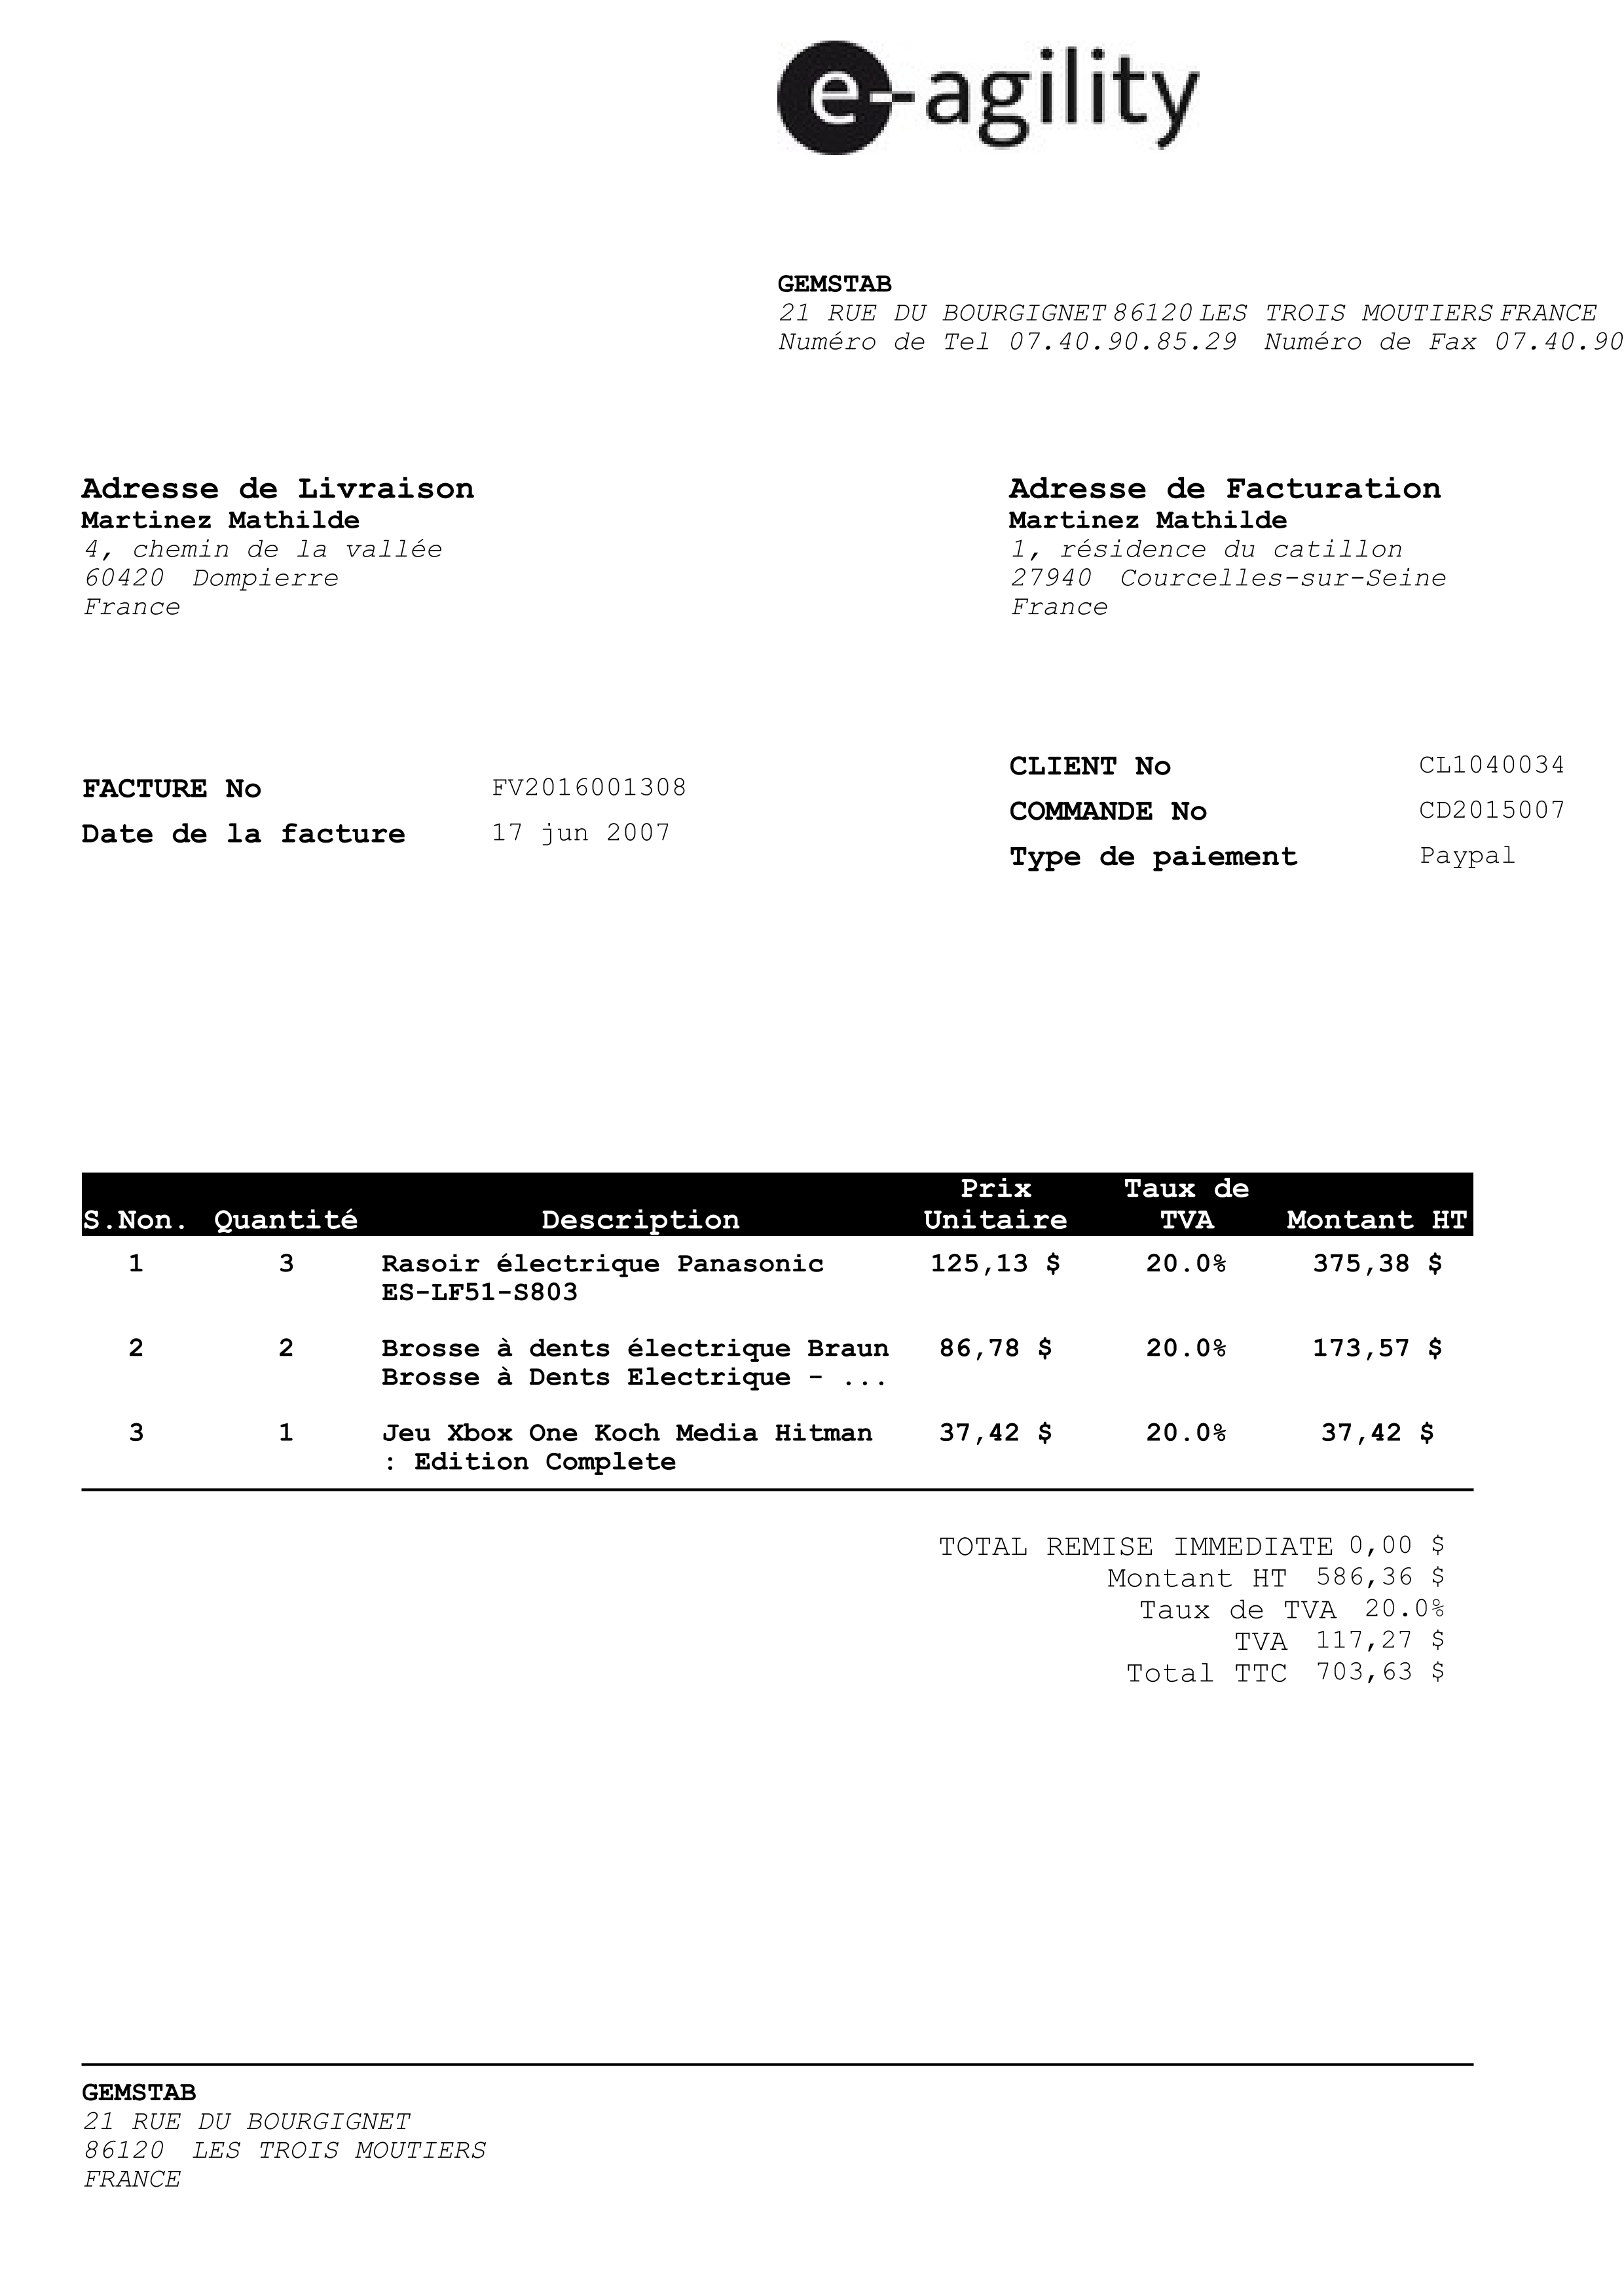 e-agility
GEMSTAB
21 RUE DU BOURGIGNET 86120 LES TROIS MOUTIERS FRANCE
Numéro de Tel 07.40.90.85.29 Numéro de Fax 07.40.90
Adresse de Livraison
Martinez Mathilde
4, chemin de la vallée
60420 Dompierre
France
Adresse de Facturation
Martinez Mathilde
1, résidence du catillon
27940 Courcelles-sur-Seine
France
FACTURE No FV2016001308
Date de la facture 17 jun 2007
CLIENT No CL1040034
COMMANDE No CD2015007
Type de paiement Paypal
Prix Taux de
S.Non. Quantité Description Unitaire TVA Montant HT
1 3 Rasoir électrique Panasonic 125,13 $ 20.0% 375,38 $
ES-LF51-S803
2 2 Brosse à dents électrique Braun 86,78 $ 20.0% 173,57 $
Brosse à Dents Electrique - ...
3 1 Jeu Xbox One Koch Media Hitman 37,42 $ 20.0% 37,42 $
: Edition Complete
TOTAL REMISE IMMEDIATE 0,00 $
Montant HT 586,36 $
Taux de TVA 20.0%
TVA 117,27 $
Total TTC 703,63 $
GEMSTAB
21 RUE DU BOURGIGNET
86120 LES TROIS MOUTIERS
FRANCE